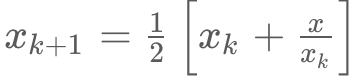 x_{k+1} = \frac{1}{2} \left[ x_k + \frac{x}{x_k} \right]